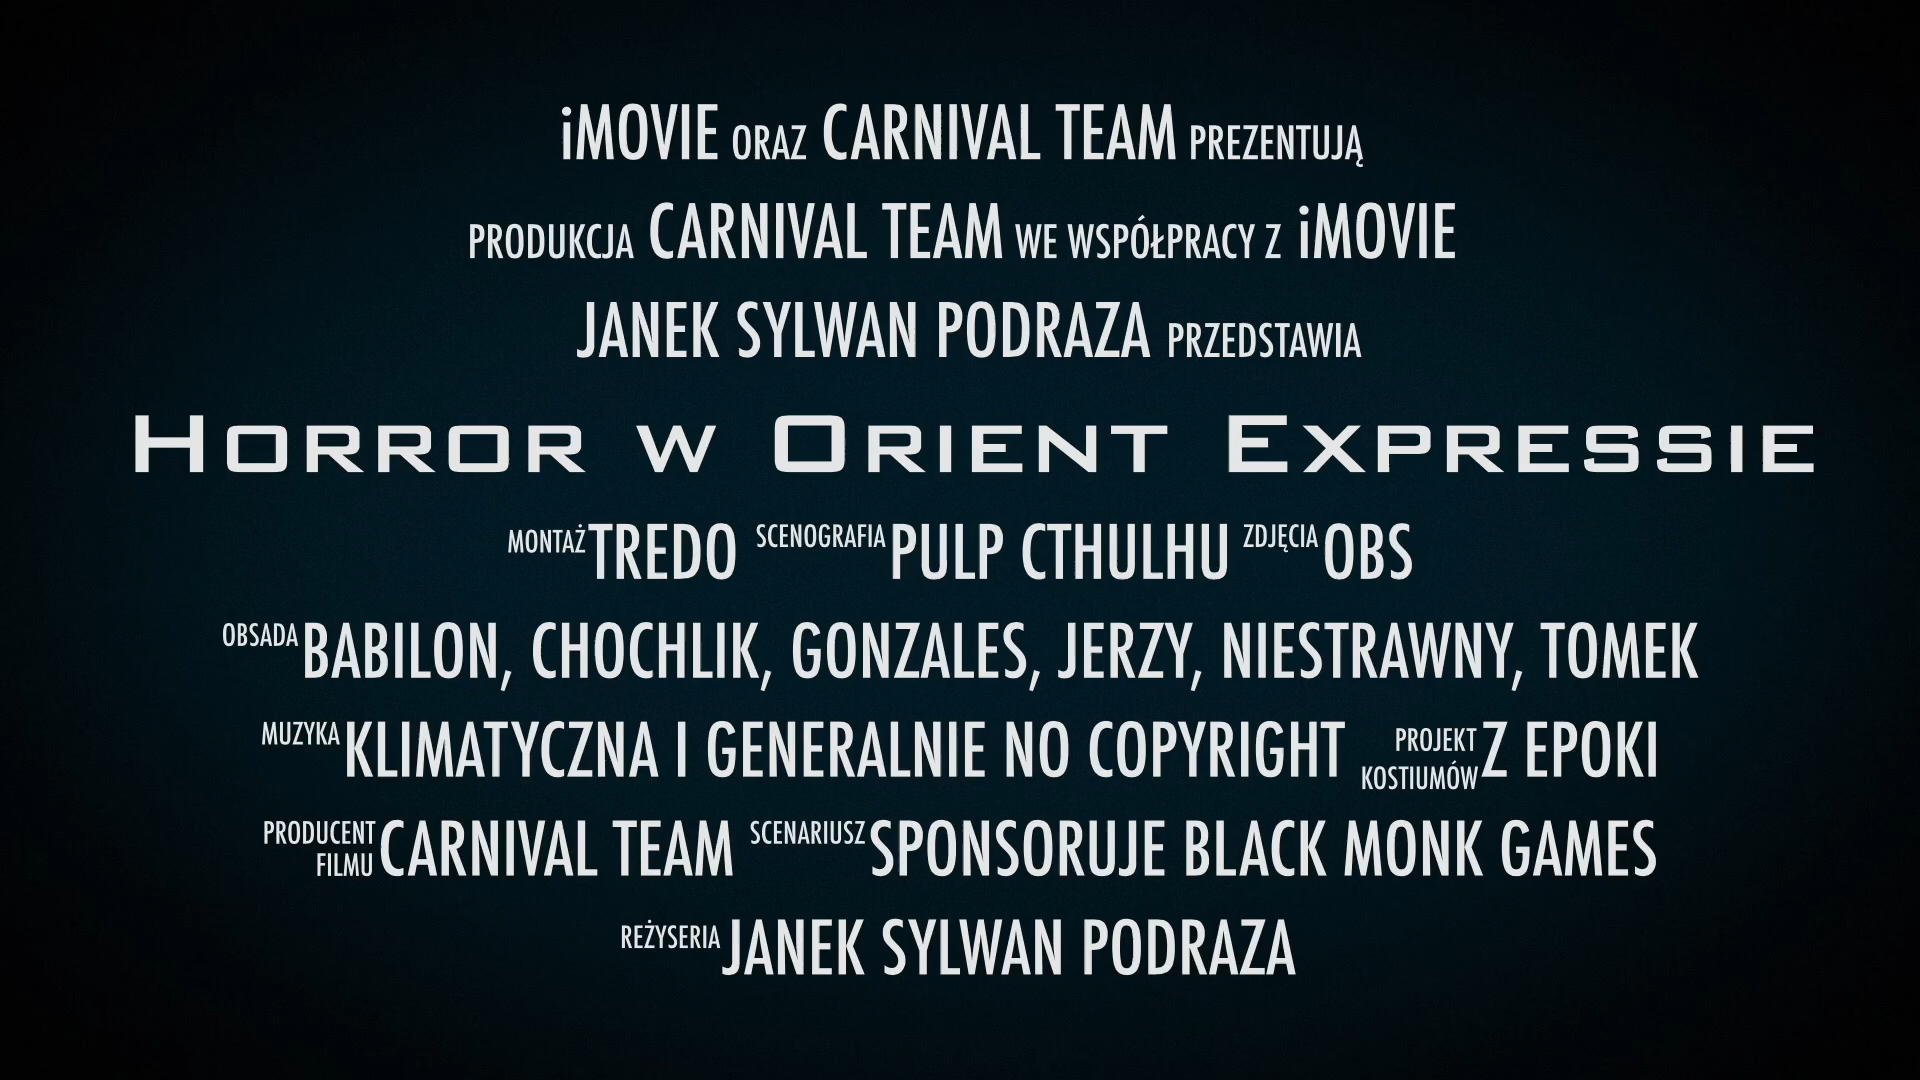 iMOVIE ORAZ CARNIVAL TEAM PREZENTUJĄ
PRODUKCJA CARNIVAL TEAM WE WSPÓŁPRACY Z iMOVIE
JANEK SYLWAN PODRAZA PRZEDSTAWIA
HORROR W ORIENT EXPRESSIE
MONTAŻ TREDO SCENOGRAFIA PULP CTHULHU ZDJĘCIA OBS
OBSADA BABILON, CHOCHLIK, GONZALES, JERZY, NIESTRAWNY, TOMEK
MUZYKA KLIMATYCZNA I GENERALNIE NO COPYRIGHT PROJEKT KOSTIUMÓW Z EPOKI
PRODUCENT FILMU CARNIVAL TEAM SCENARIUSZ SPONSORUJE BLACK MONK GAMES
REŻYSERIA JANEK SYLWAN PODRAZA